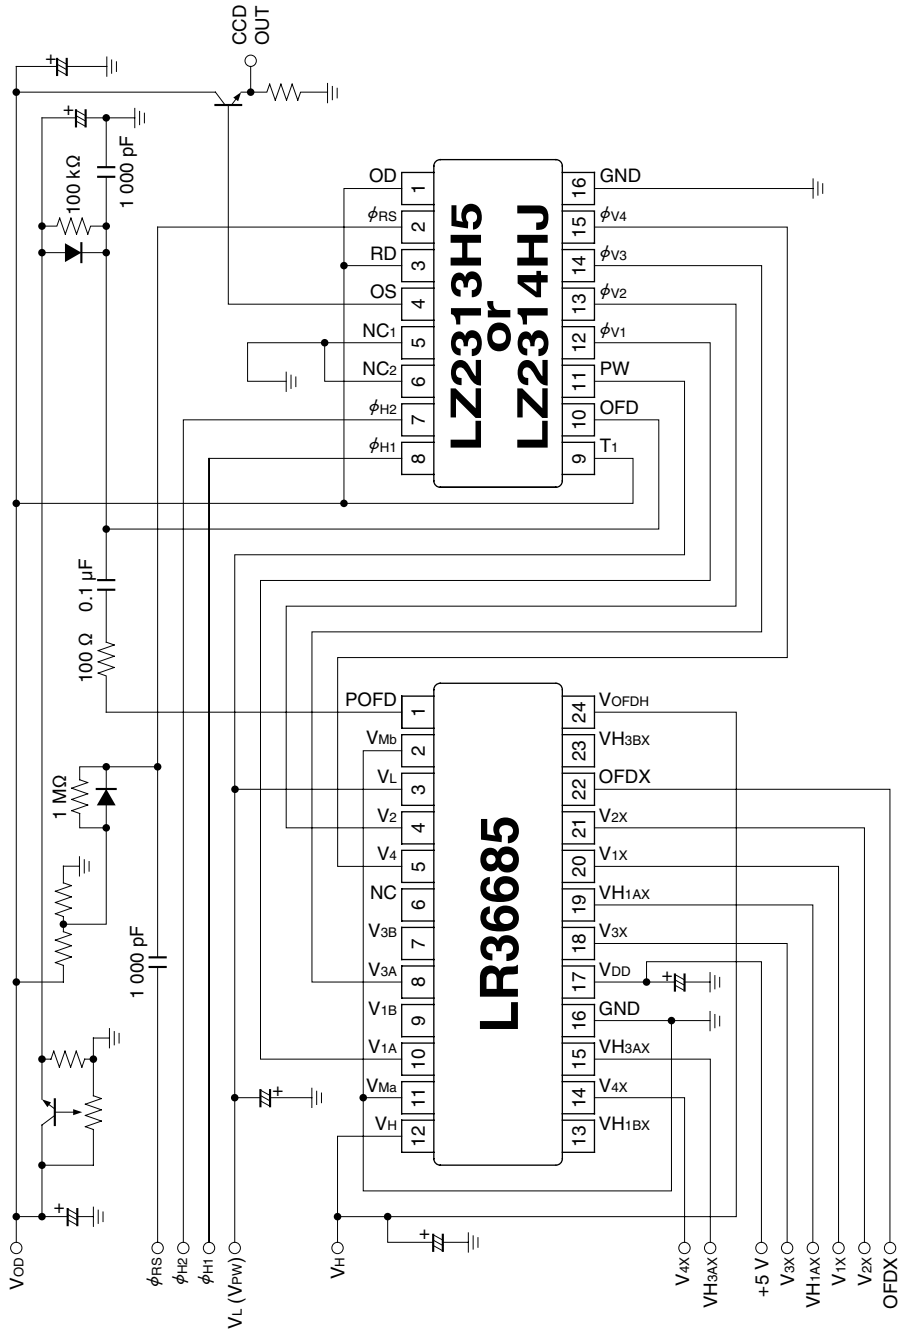 CCD
OUT
100 kΩ
1 000 pF
OD
1
ϕRS
2
RD
3
OS
4
NC1
5
NC2
6
ϕH2
7
ϕH1
8
LZ2313H5
or
LZ2314HJ
16
GND
15
ϕV4
14
ϕV3
13
ϕV2
12
ϕV1
11
PW
10
OFD
9
T1
0.1 µF
100 Ω
1 MΩ
1 000 pF
POFD
1
VMb
2
VL
3
V2
4
V4
5
NC
6
V3B
7
V3A
8
V1B
9
V1A
10
VMa
11
VH
12
LR36685
24
VOFDH
23
VH3BX
22
OFDX
21
V2X
20
V1X
19
VH1AX
18
V3X
17
VDD
16
GND
15
VH3AX
14
V4X
13
VH1BX
+
+
+
+
+
+
VOD
ϕRS
ϕH2
ϕH1
VL (VPW)
VH
V4X
VH3AX
+5 V
V3X
VH1AX
V1X
V2X
OFDX